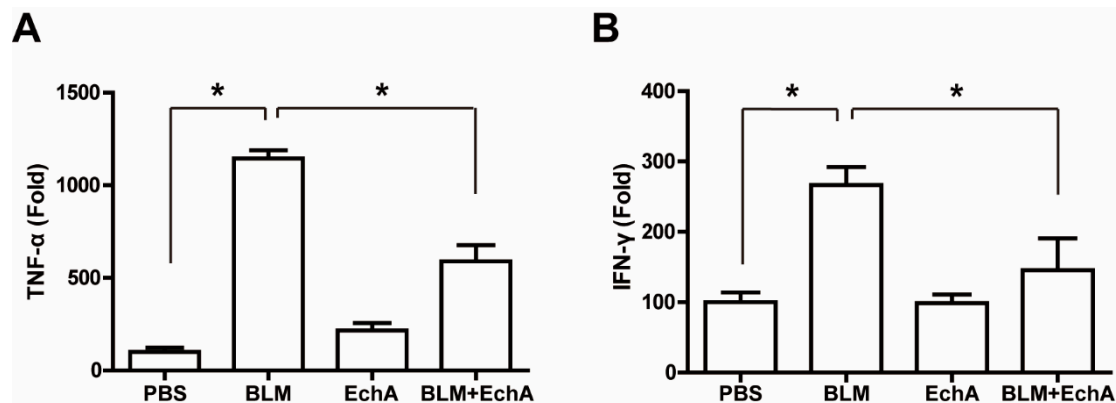 A
TNF-α (Fold)
1500
1000
500
0
* *
PBS BLM EchA BLM+EchA
B
IFN-γ (Fold)
400
300
200
100
0
* *
PBS BLM EchA BLM+EchA